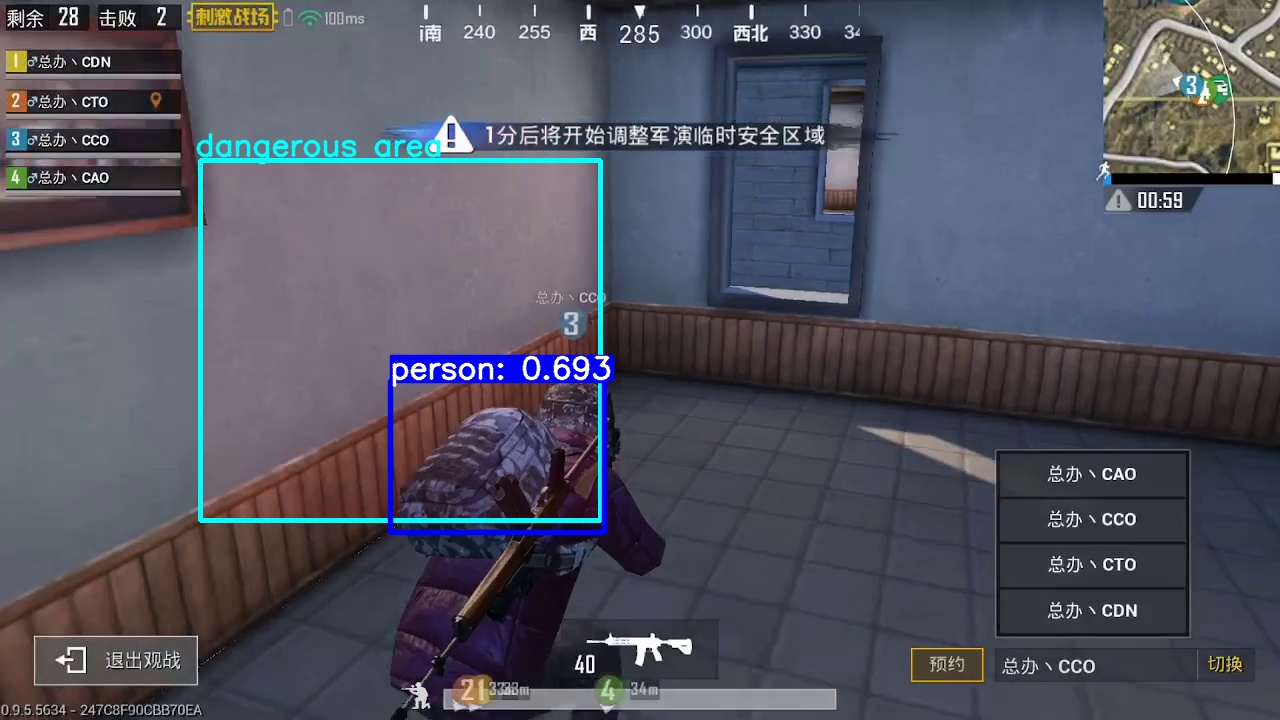 剩余 28 击败 2 刺激战场 100ms
南 240 255 西 285 300 西北 330
1 ♂总办丶CDN
2 ♂总办丶CTO
3 ♂总办丶CCO
4 ♂总办丶CAO
3
dangerous area
1分后将开始调整军演临时安全区域
00:59
总办丶CCO
3
person: 0.693
总办丶CAO
总办丶CCO
总办丶CTO
总办丶CDN
退出观战
40
预约 总办丶CCO 切换
4 34m
0.9.5.5634 - 247C8F90CBB70EA